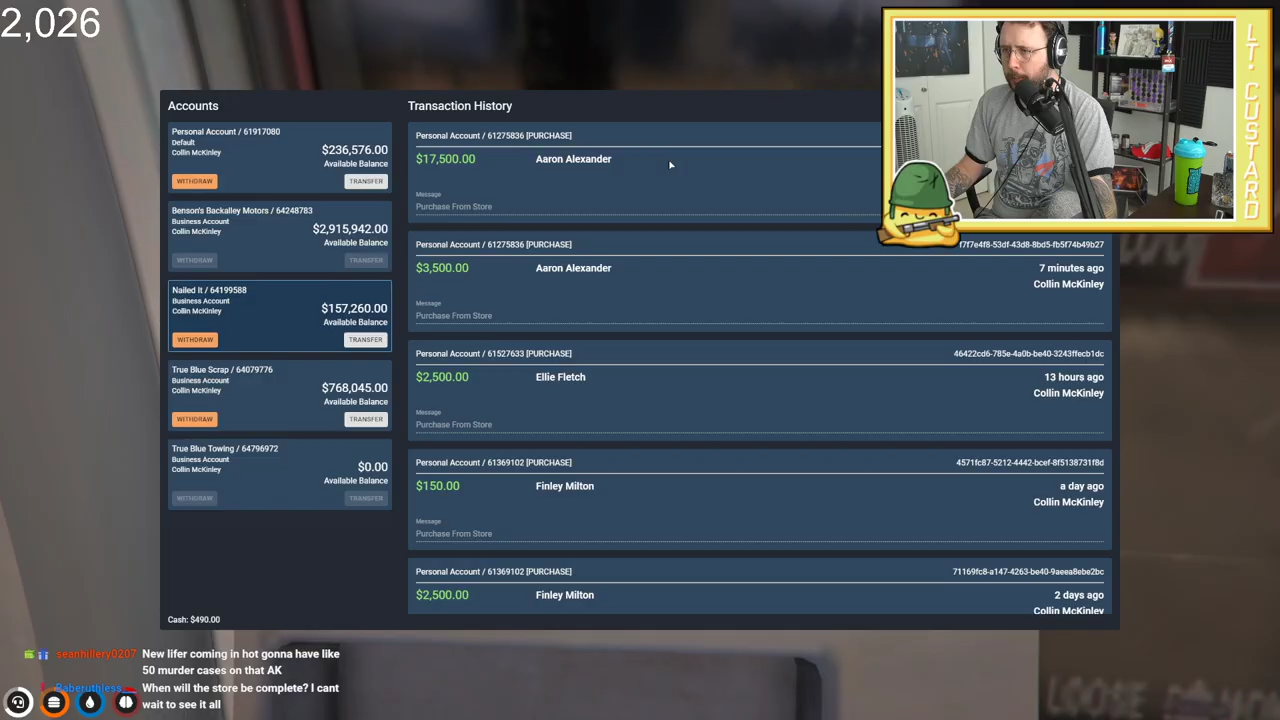 2,026
LT. CUSTARD
Accounts
Personal Account / 61917080
Default
Collin McKinley
$236,576.00
Available Balance
WITHDRAW
TRANSFER
Benson's Backalley Motors / 64248783
Business Account
Collin McKinley
$2,915,942.00
Available Balance
WITHDRAW
TRANSFER
Nailed It / 64199588
Business Account
Collin McKinley
$157,260.00
Available Balance
WITHDRAW
TRANSFER
True Blue Scrap / 64079776
Business Account
Collin McKinley
$768,045.00
Available Balance
WITHDRAW
TRANSFER
True Blue Towing / 64796972
Business Account
Collin McKinley
$0.00
Available Balance
WITHDRAW
TRANSFER
Cash: $490.00
Transaction History
Personal Account / 61275836 [PURCHASE]
$17,500.00 Aaron Alexander
Message
Purchase From Store
Personal Account / 61275836 [PURCHASE] f7f7e4f8-53df-43d8-8bd5-fb5f74b49b27
$3,500.00 Aaron Alexander 7 minutes ago
Collin McKinley
Message
Purchase From Store
Personal Account / 61527633 [PURCHASE] 46422cd6-785e-4a0b-be40-3243ffecb1dc
$2,500.00 Ellie Fletch 13 hours ago
Collin McKinley
Message
Purchase From Store
Personal Account / 61369102 [PURCHASE] 4571fc87-5212-4442-bcef-8f5138731f8d
$150.00 Finley Milton a day ago
Collin McKinley
Message
Purchase From Store
Personal Account / 61369102 [PURCHASE] 71169fc8-a147-4263-be40-9aeea8ebe2bc
$2,500.00 Finley Milton 2 days ago
Collin McKinley
seanhillery0207 New lifer coming in hot gonna have like
50 murder cases on that AK
Baberuthless When will the store be complete? I cant
wait to see it all